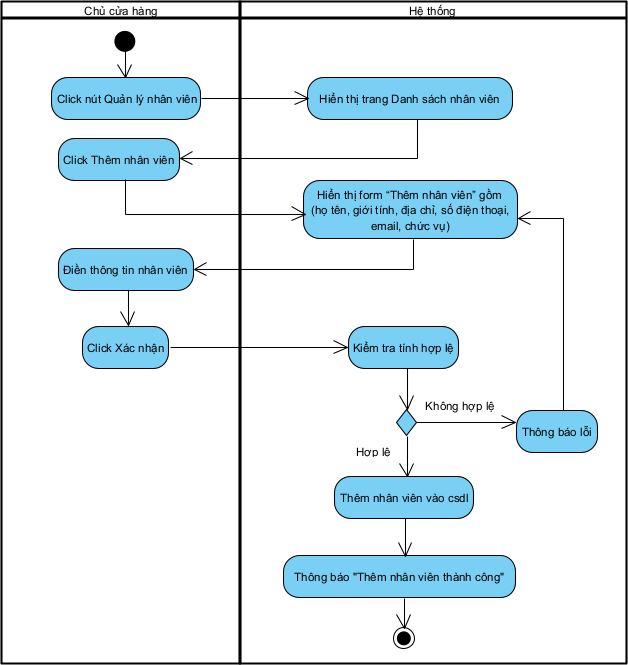 Chủ cửa hàng
Hệ thống
Click nút Quản lý nhân viên
Hiển thị trang Danh sách nhân viên
Click Thêm nhân viên
Hiển thị form “Thêm nhân viên” gồm
(họ tên, giới tính, địa chỉ, số điện thoại,
email, chức vụ)
Điền thông tin nhân viên
Click Xác nhận
Kiểm tra tính hợp lệ
Không hợp lệ
Thông báo lỗi
Hợp lệ
Thêm nhân viên vào csdl
Thông báo "Thêm nhân viên thành công"